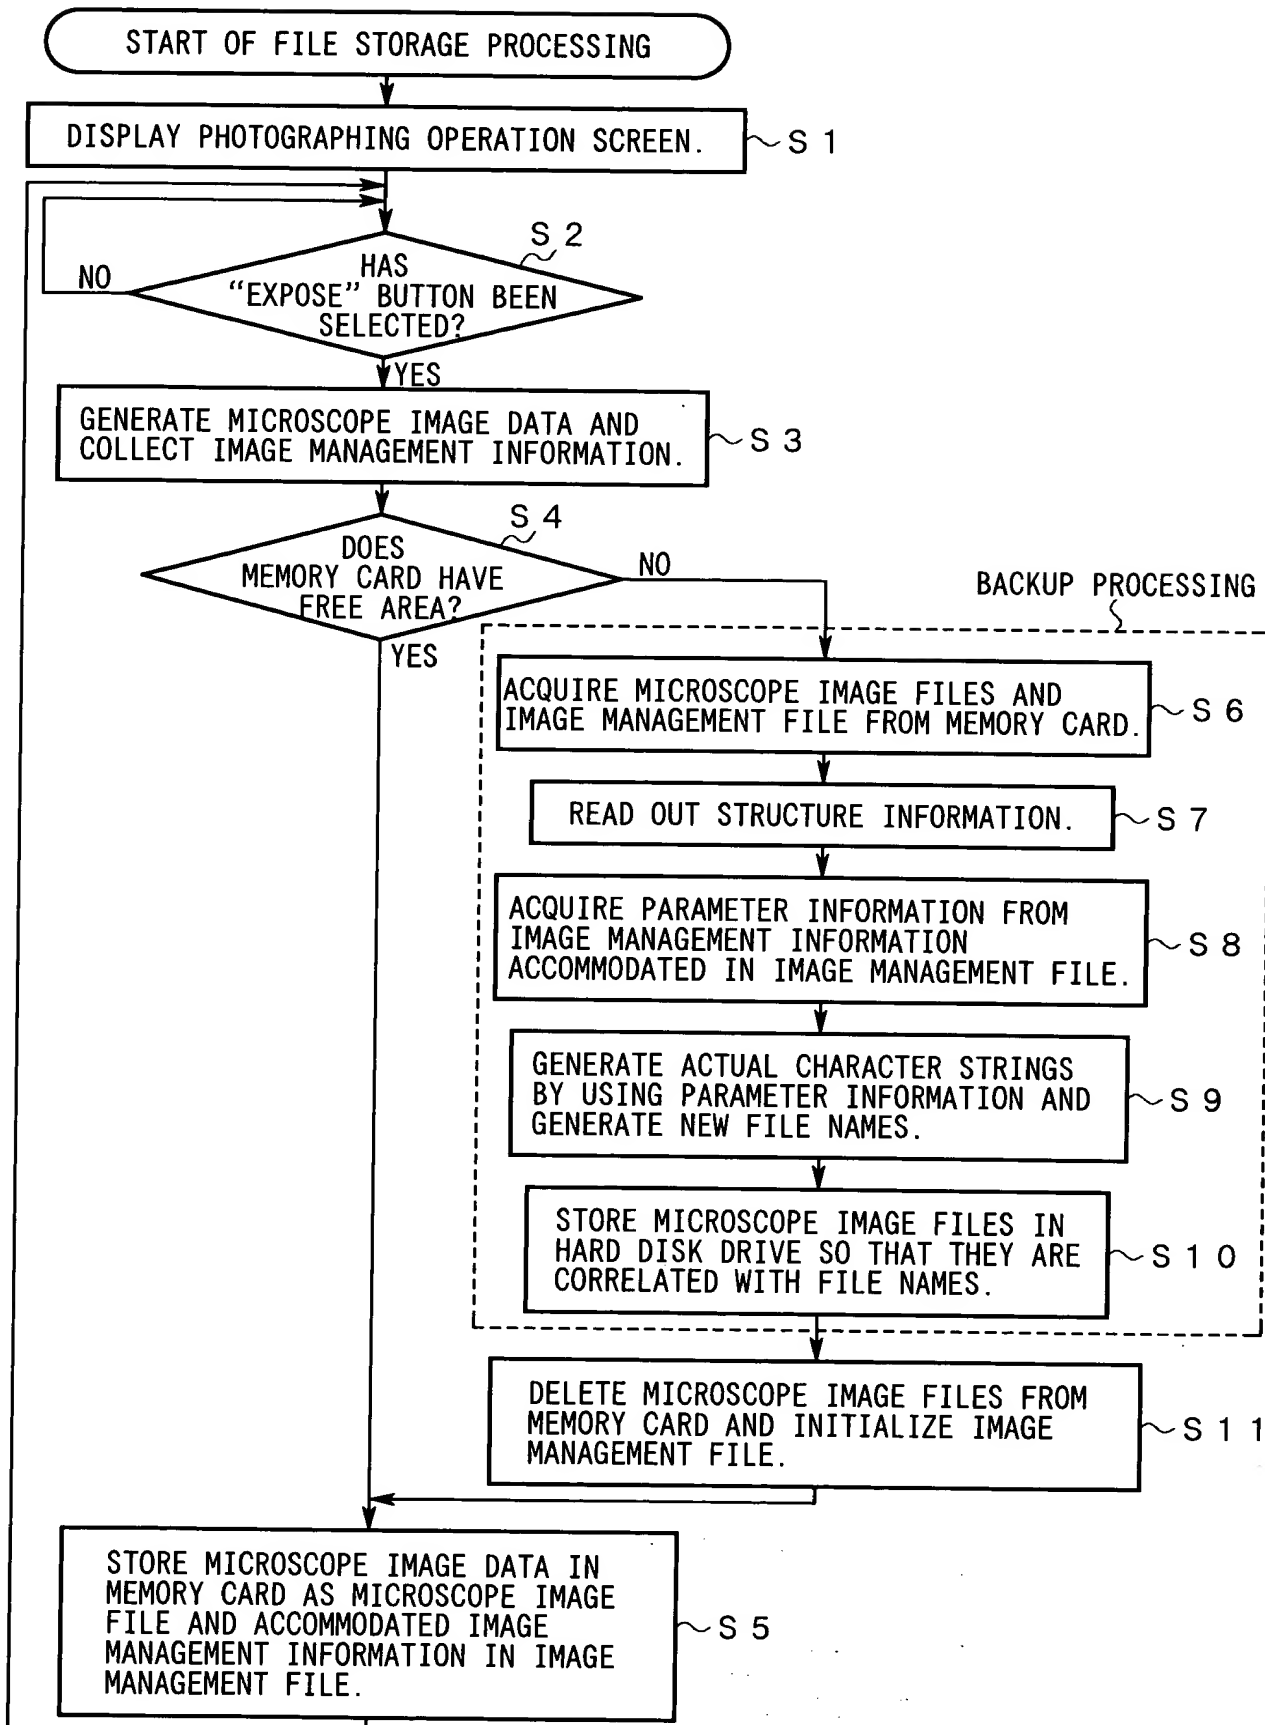 START OF FILE STORAGE PROCESSING
DISPLAY PHOTOGRAPHING OPERATION SCREEN.
S 1
S 2
HAS
“EXPOSE” BUTTON BEEN
SELECTED?
NO
YES
GENERATE MICROSCOPE IMAGE DATA AND
COLLECT IMAGE MANAGEMENT INFORMATION.
S 3
S 4
DOES
MEMORY CARD HAVE
FREE AREA?
NO
YES
BACKUP PROCESSING
ACQUIRE MICROSCOPE IMAGE FILES AND
IMAGE MANAGEMENT FILE FROM MEMORY CARD.
S 6
READ OUT STRUCTURE INFORMATION.
S 7
ACQUIRE PARAMETER INFORMATION FROM
IMAGE MANAGEMENT INFORMATION
ACCOMMODATED IN IMAGE MANAGEMENT FILE.
S 8
GENERATE ACTUAL CHARACTER STRINGS
BY USING PARAMETER INFORMATION AND
GENERATE NEW FILE NAMES.
S 9
STORE MICROSCOPE IMAGE FILES IN
HARD DISK DRIVE SO THAT THEY ARE
CORRELATED WITH FILE NAMES.
S 1 0
DELETE MICROSCOPE IMAGE FILES FROM
MEMORY CARD AND INITIALIZE IMAGE
MANAGEMENT FILE.
S 1 1
STORE MICROSCOPE IMAGE DATA IN
MEMORY CARD AS MICROSCOPE IMAGE
FILE AND ACCOMMODATED IMAGE
MANAGEMENT INFORMATION IN IMAGE
MANAGEMENT FILE.
S 5